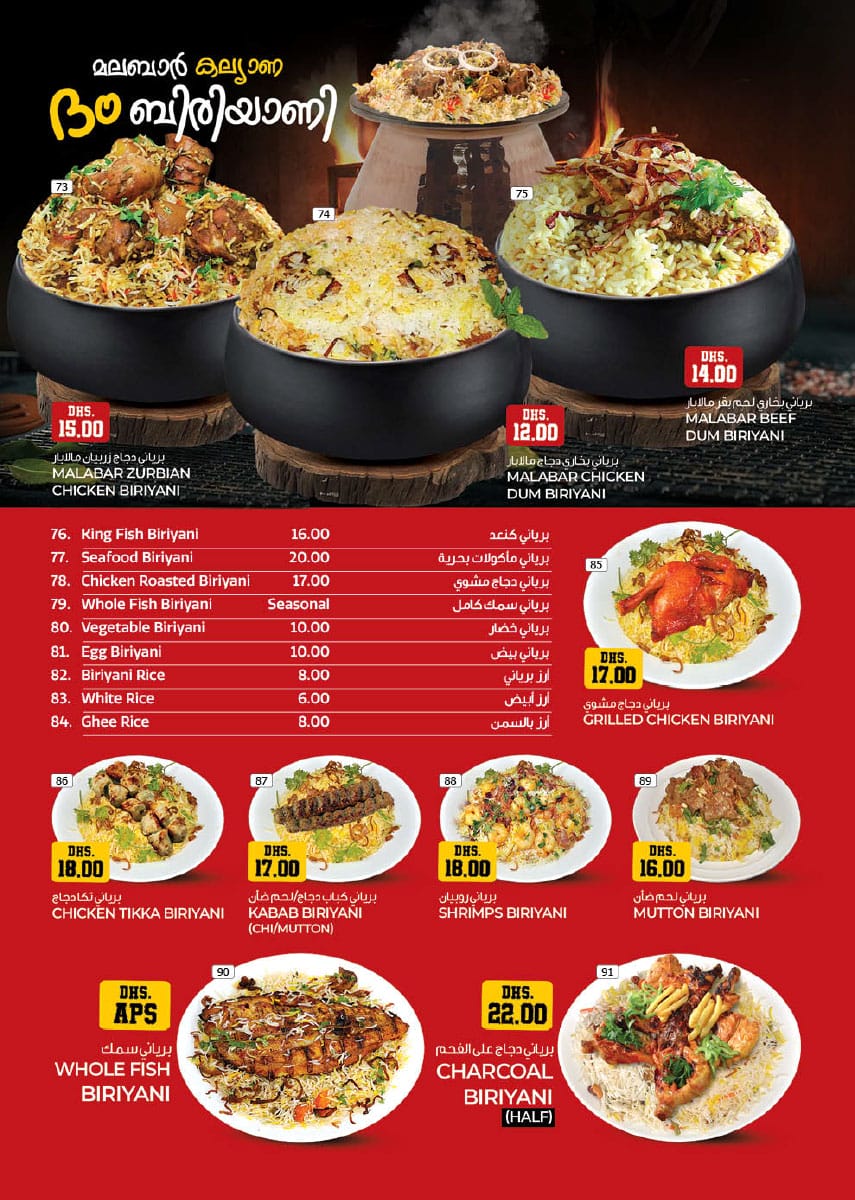 മലബാർ കല്യാണ
ദം ബിരിയാണി
73
74
75
DHS.
15.00
برياني دجاج زربيان مالابار
MALABAR ZURBIAN
CHICKEN BIRIYANI
DHS.
12.00
برياني بخاري دجاج مالابار
MALABAR CHICKEN
DUM BIRIYANI
DHS.
14.00
برياني بخاري لحم بقر مالابار
MALABAR BEEF
DUM BIRIYANI
76. King Fish Biriyani 16.00 برياني كنعد
77. Seafood Biriyani 20.00 برياني مأكولات بحرية
78. Chicken Roasted Biriyani 17.00 برياني دجاج مشوي
79. Whole Fish Biriyani Seasonal برياني سمك كامل
80. Vegetable Biriyani 10.00 برياني خضار
81. Egg Biriyani 10.00 برياني بيض
82. Biriyani Rice 8.00 أرز برياني
83. White Rice 6.00 أرز أبيض
84. Ghee Rice 8.00 أرز بالسمن
85
DHS.
17.00
برياني دجاج مشوي
GRILLED CHICKEN BIRIYANI
86
DHS.
18.00
برياني تكا دجاج
CHICKEN TIKKA BIRIYANI
87
DHS.
17.00
برياني كباب دجاج/لحم ضأن
KABAB BIRIYANI
(CHI/MUTTON)
88
DHS.
18.00
برياني روبيان
SHRIMPS BIRIYANI
89
DHS.
16.00
برياني لحم ضأن
MUTTON BIRIYANI
90
DHS.
APS
برياني سمك
WHOLE FISH
BIRIYANI
91
DHS.
22.00
برياني دجاج على الفحم
CHARCOAL
BIRIYANI
(HALF)